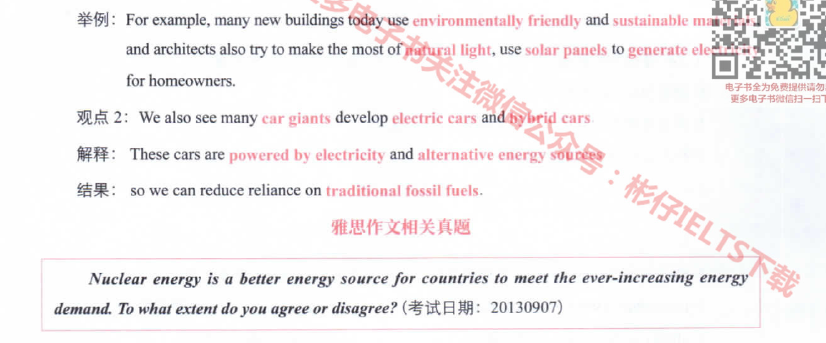 举例：For example, many new buildings today use environmentally friendly and sustainable
and architects also try to make the most of natural light, use solar panels to generate electricity
for homeowners.
观点 2：We also see many car giants develop electric cars and hybrid cars.
解释：These cars are powered by electricity and alternative energy sources
结果：so we can reduce reliance on traditional fossil fuels.
雅思作文相关真题
Nuclear energy is a better energy source for countries to meet the ever-increasing energy
demand. To what extent do you agree or disagree? (考试日期：20130907)
多电子书关注微信公众号：彬仔IELTS下载
电子书全为免费提供请勿
更多电子书微信扫一扫下